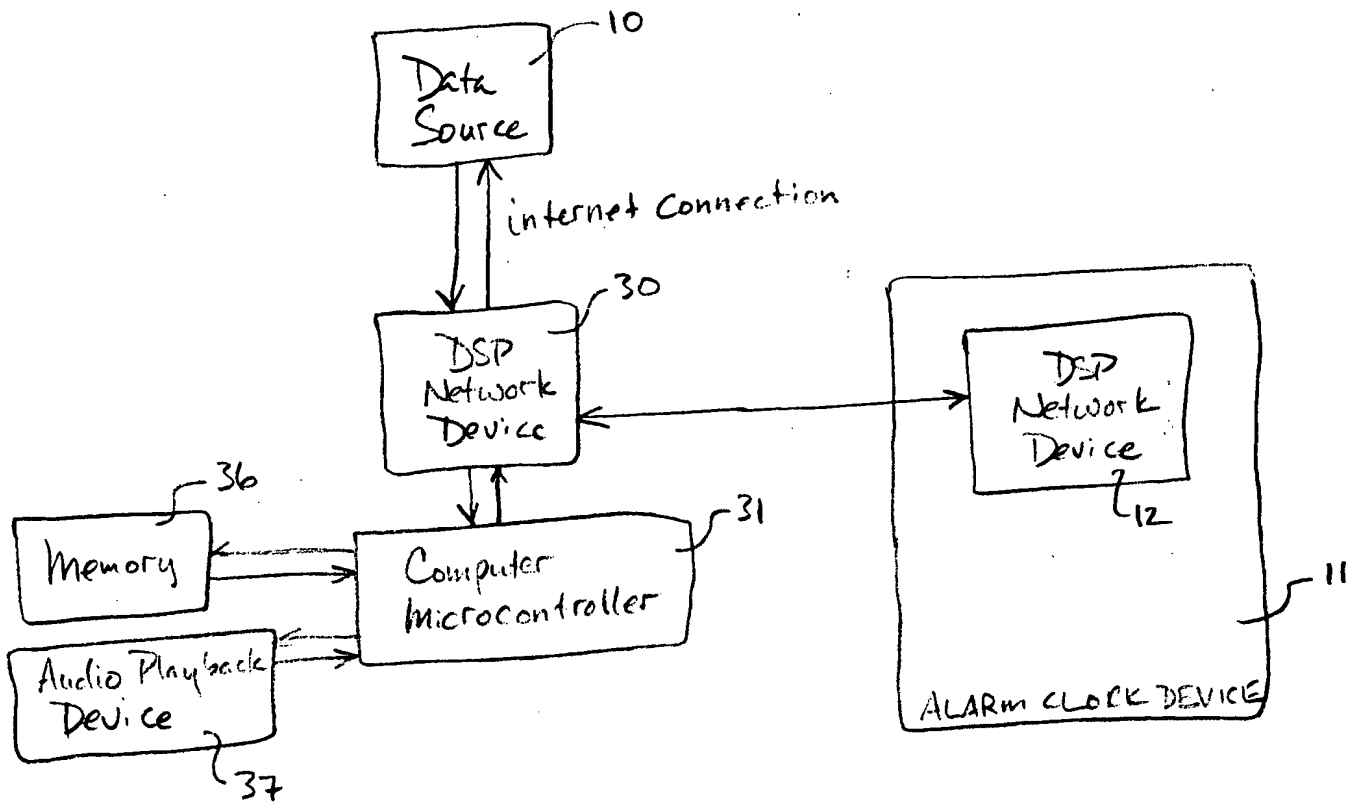 10
Data
Source
internet connection
30
DSP
Network
Device
DSP
Network
Device
12
36
Memory
31
Computer
Microcontroller
11
Audio Playback
Device
37
ALARM CLOCK DEVICE